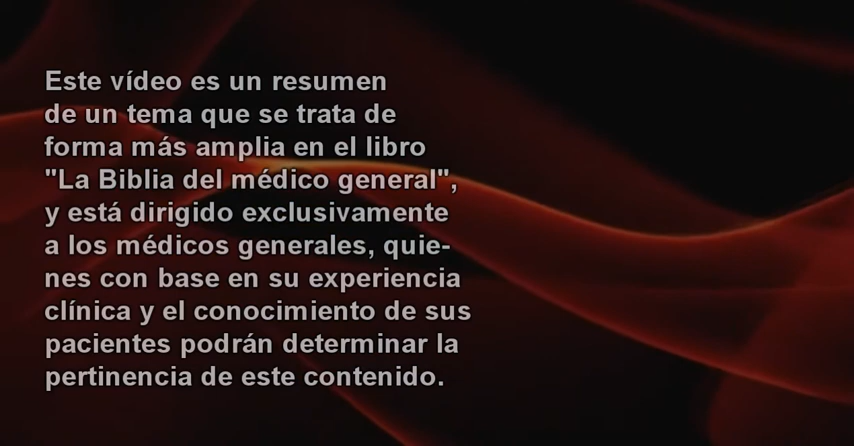 Este vídeo es un resumen
de un tema que se trata de
forma más amplia en el libro
"La Biblia del médico general",
y está dirigido exclusivamente
a los médicos generales, quie-
nes con base en su experiencia
clínica y el conocimiento de sus
pacientes podrán determinar la
pertinencia de este contenido.